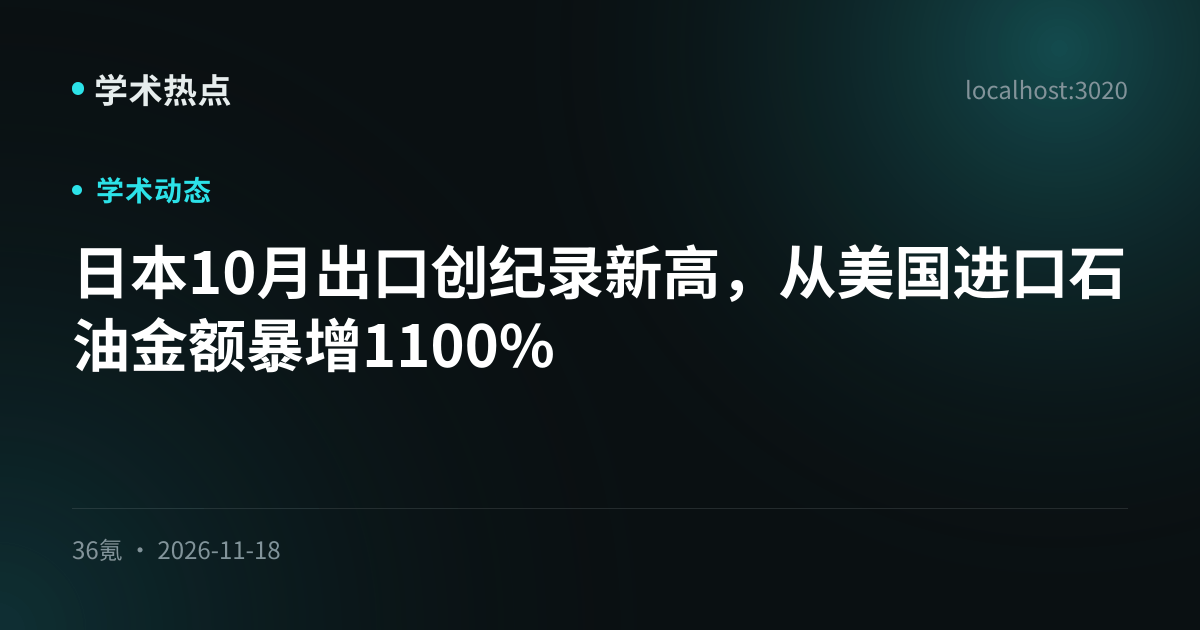 学术热点
localhost:3020
学术动态
日本10月出口创纪录新高，从美国进口石
油金额暴增1100%
36氪 · 2026-11-18